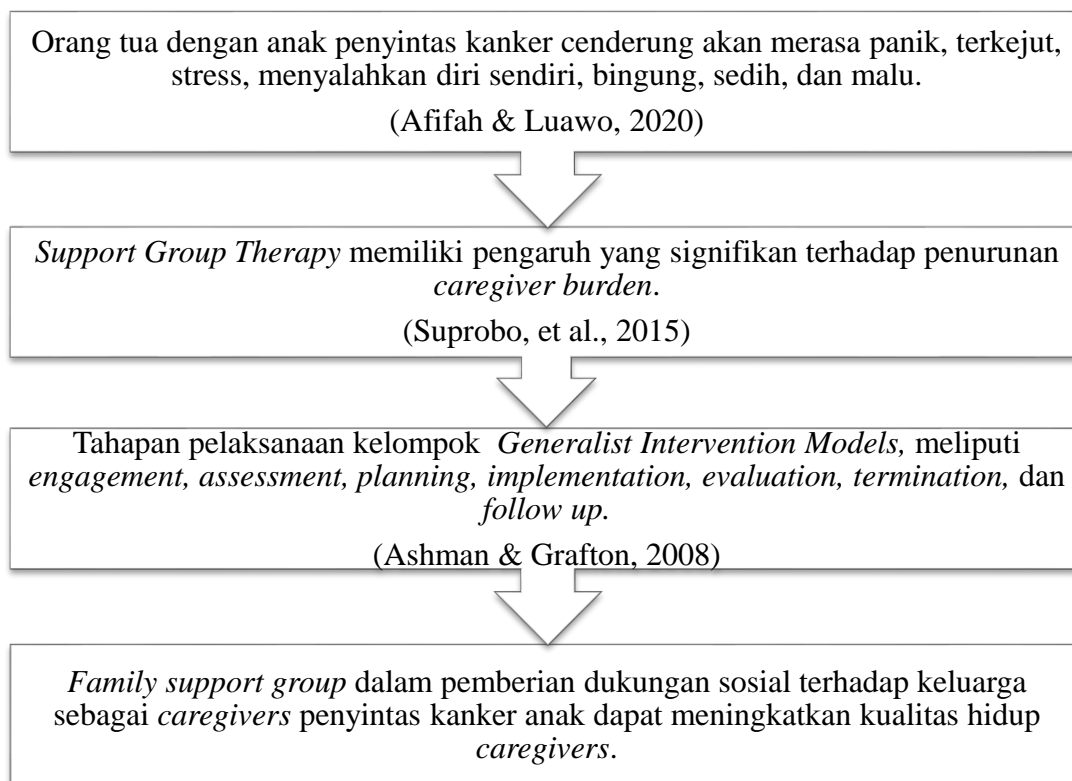 Orang tua dengan anak penyintas kanker cenderung akan merasa panik, terkejut,
stress, menyalahkan diri sendiri, bingung, sedih, dan malu.
(Afifah & Luawo, 2020)
Support Group Therapy memiliki pengaruh yang signifikan terhadap penurunan
caregiver burden.
(Suprobo, et al., 2015)
Tahapan pelaksanaan kelompok Generalist Intervention Models, meliputi
engagement, assessment, planning, implementation, evaluation, termination, dan
follow up.
(Ashman & Grafton, 2008)
Family support group dalam pemberian dukungan sosial terhadap keluarga
sebagai caregivers penyintas kanker anak dapat meningkatkan kualitas hidup
caregivers.